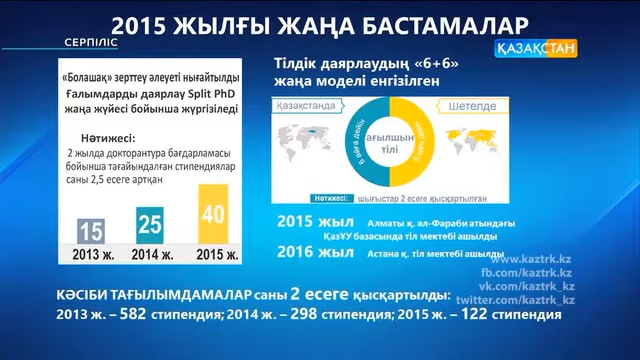 2015 ЖЫЛҒЫ ЖАҢА БАСТАМАЛАР
СЕРПІЛІС
ҚАЗАҚСТАН
«Болашақ» зерттеу әлеуеті нығайтылды
Ғалымдарды даярлау Split PhD
жаңа жүйесі бойынша жүргізіледі
Нәтижесі:
2 жылда докторантура бағдарламасы
бойынша тағайындалған стипендиялар
саны 2,5 есеге артқан
15
25
40
2013 ж.
2014 ж.
2015 ж.
Тілдік даярлаудың «6+6»
жаңа моделі енгізілген
Қазақстанда
Шетелде
6 айға дейін
ағылшын
тілі
Нәтижесі: шығыстар 2 есеге қысқартылған
2015 жыл Алматы қ. әл-Фараби атындағы
ҚазҰУ базасында тіл мектебі ашылды
2016 жыл Астана қ. тіл мектебі ашылды
www.kaztrk.kz
fb.com/kaztrk_kz
vk.com/kaztrk_kz
twitter.com/kaztrk_kz
КӘСІБИ ТАҒЫЛЫМДАМАЛАР саны 2 есеге қысқартылды:
2013 ж. – 582 стипендия; 2014 ж. – 298 стипендия; 2015 ж. – 122 стипендия